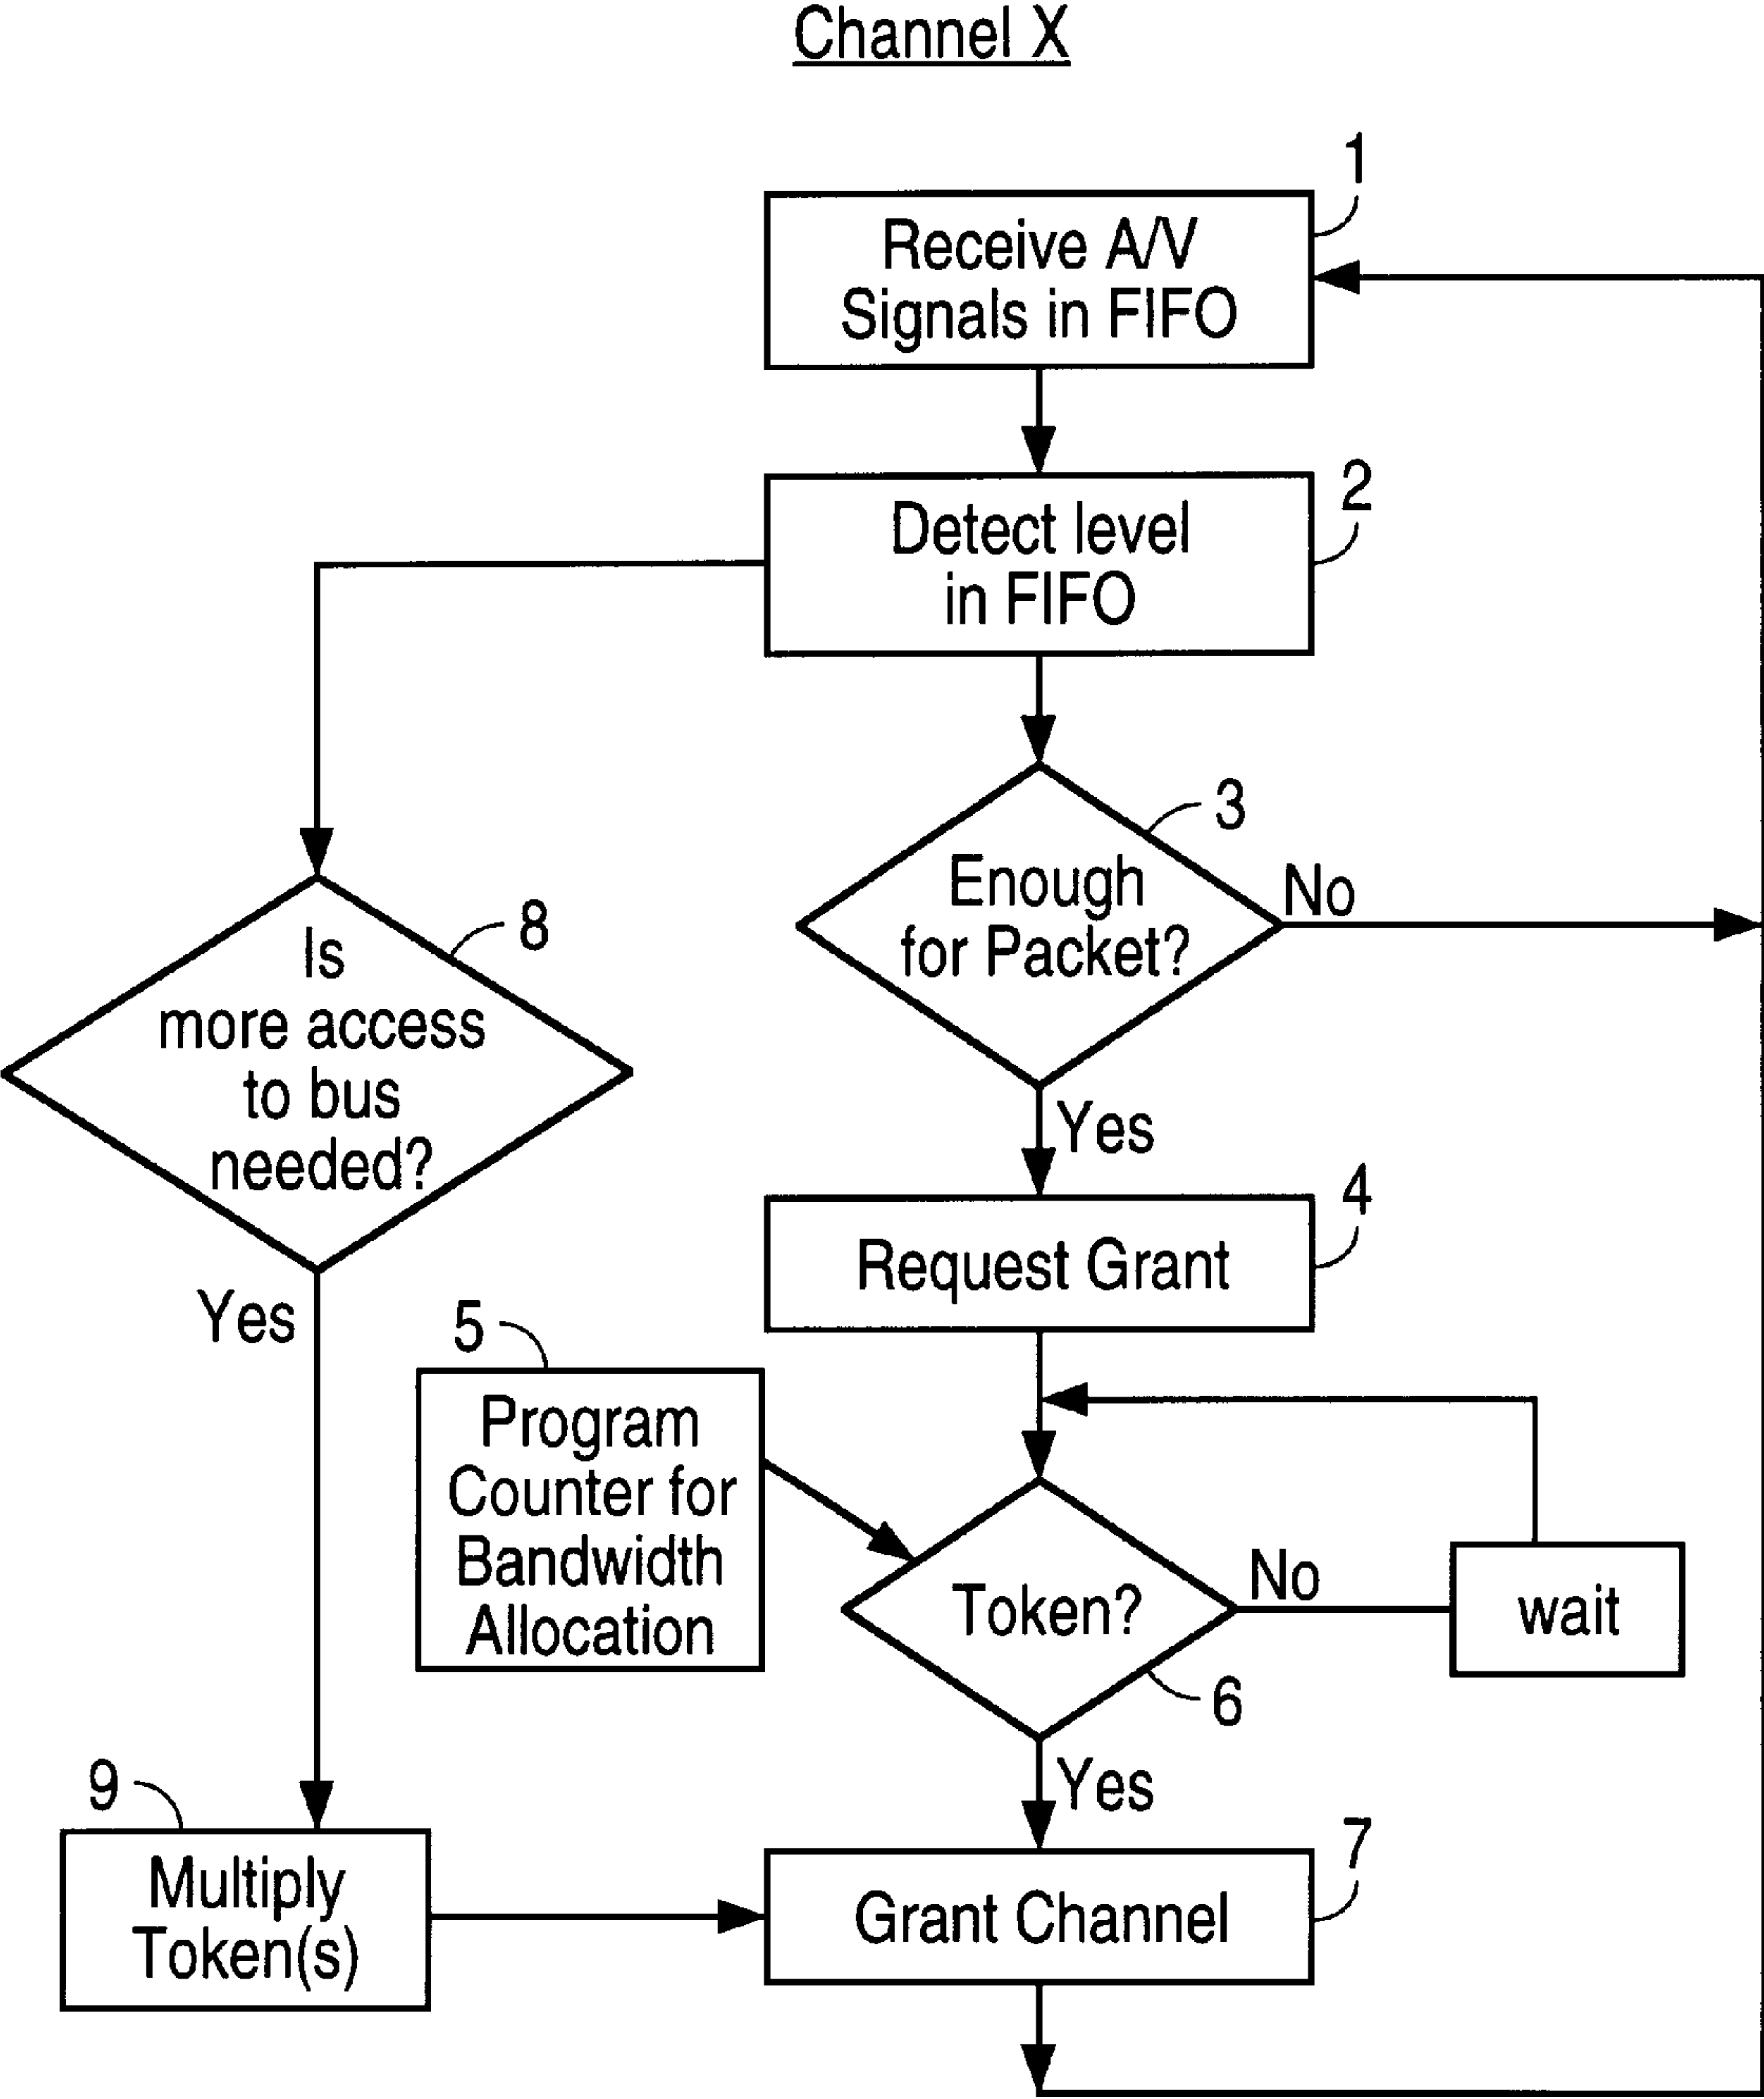 Channel X
1
Receive A/V
Signals in FIFO
2
Detect level
in FIFO
3
Enough
for Packet?
No
8
Is
more access
to bus
needed?
Yes
Yes
4
Request Grant
5
Program
Counter for
Bandwidth
Allocation
Token?
No
wait
6
Yes
9
Multiply
Token(s)
7
Grant Channel